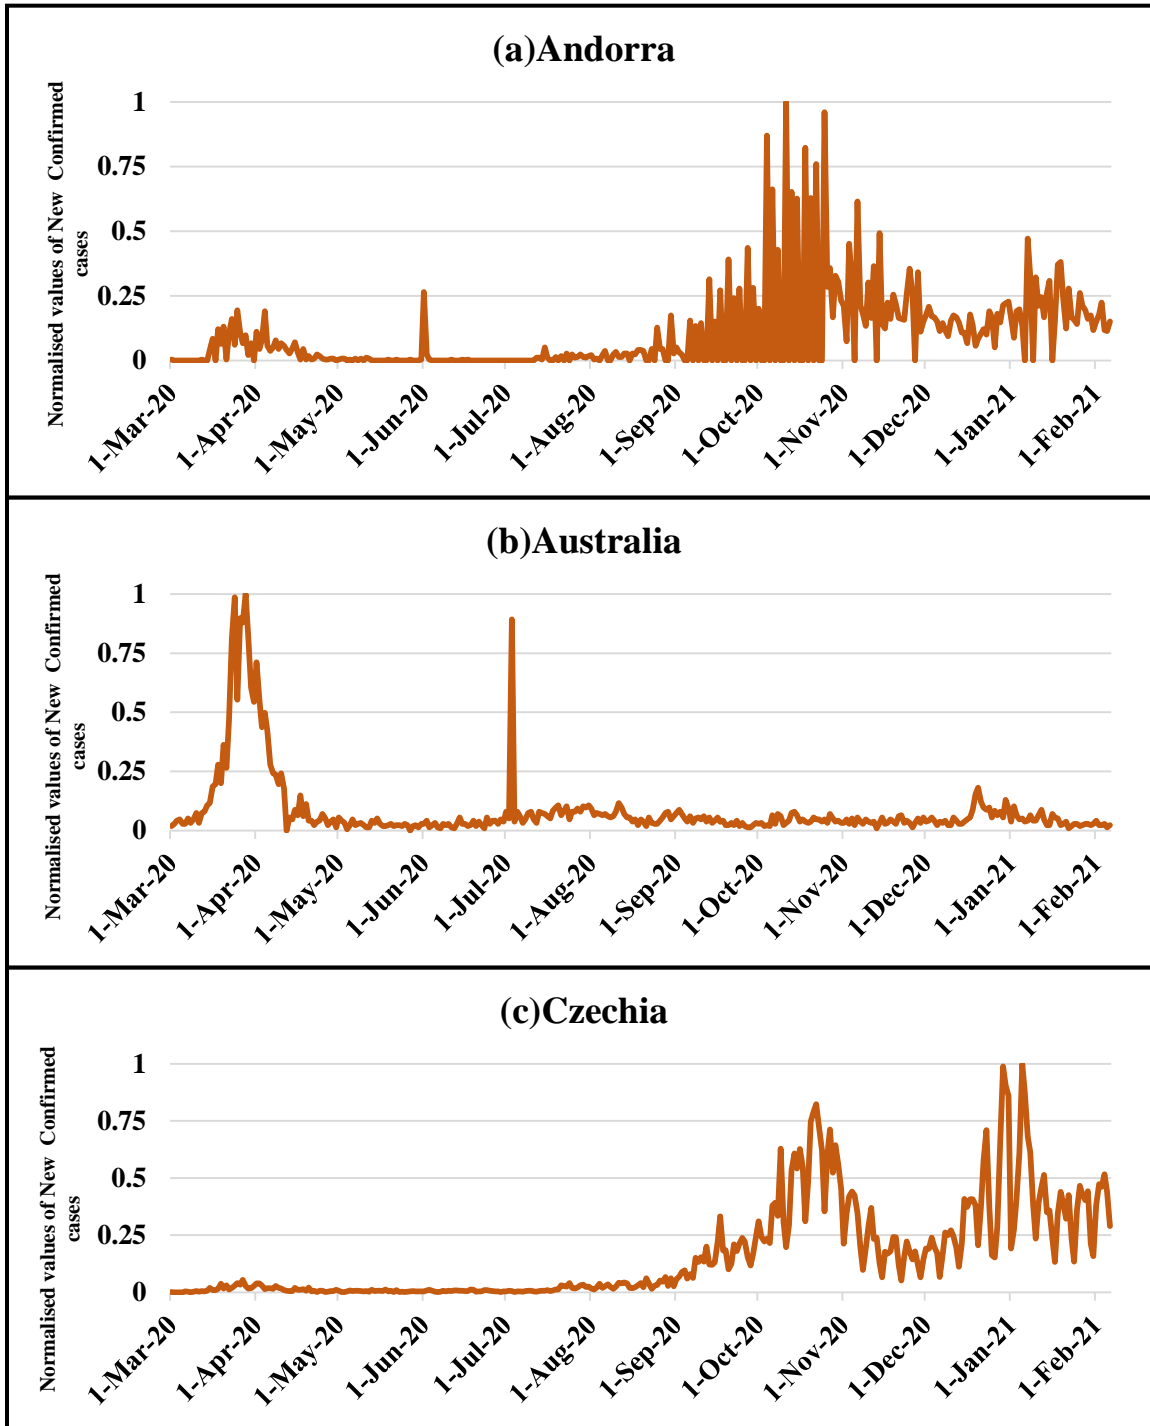 (a)Andorra
Normalised values of New Confirmed
cases
1
0.75
0.5
0.25
0
1-Mar-20
1-Apr-20
1-May-20
1-Jun-20
1-Jul-20
1-Aug-20
1-Sep-20
1-Oct-20
1-Nov-20
1-Dec-20
1-Jan-21
1-Feb-21
(b)Australia
Normalised values of New Confirmed
cases
1
0.75
0.5
0.25
0
1-Mar-20
1-Apr-20
1-May-20
1-Jun-20
1-Jul-20
1-Aug-20
1-Sep-20
1-Oct-20
1-Nov-20
1-Dec-20
1-Jan-21
1-Feb-21
(c)Czechia
Normalised values of New Confirmed
cases
1
0.75
0.5
0.25
0
1-Mar-20
1-Apr-20
1-May-20
1-Jun-20
1-Jul-20
1-Aug-20
1-Sep-20
1-Oct-20
1-Nov-20
1-Dec-20
1-Jan-21
1-Feb-21